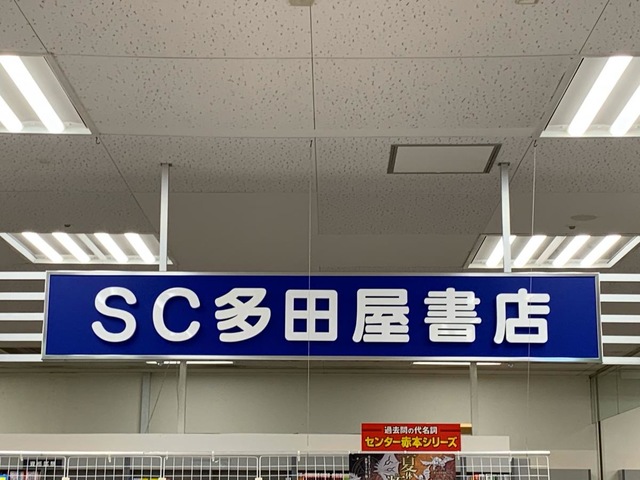 SC多田屋書店
過去問の代名詞
センター赤本シリーズ
夏